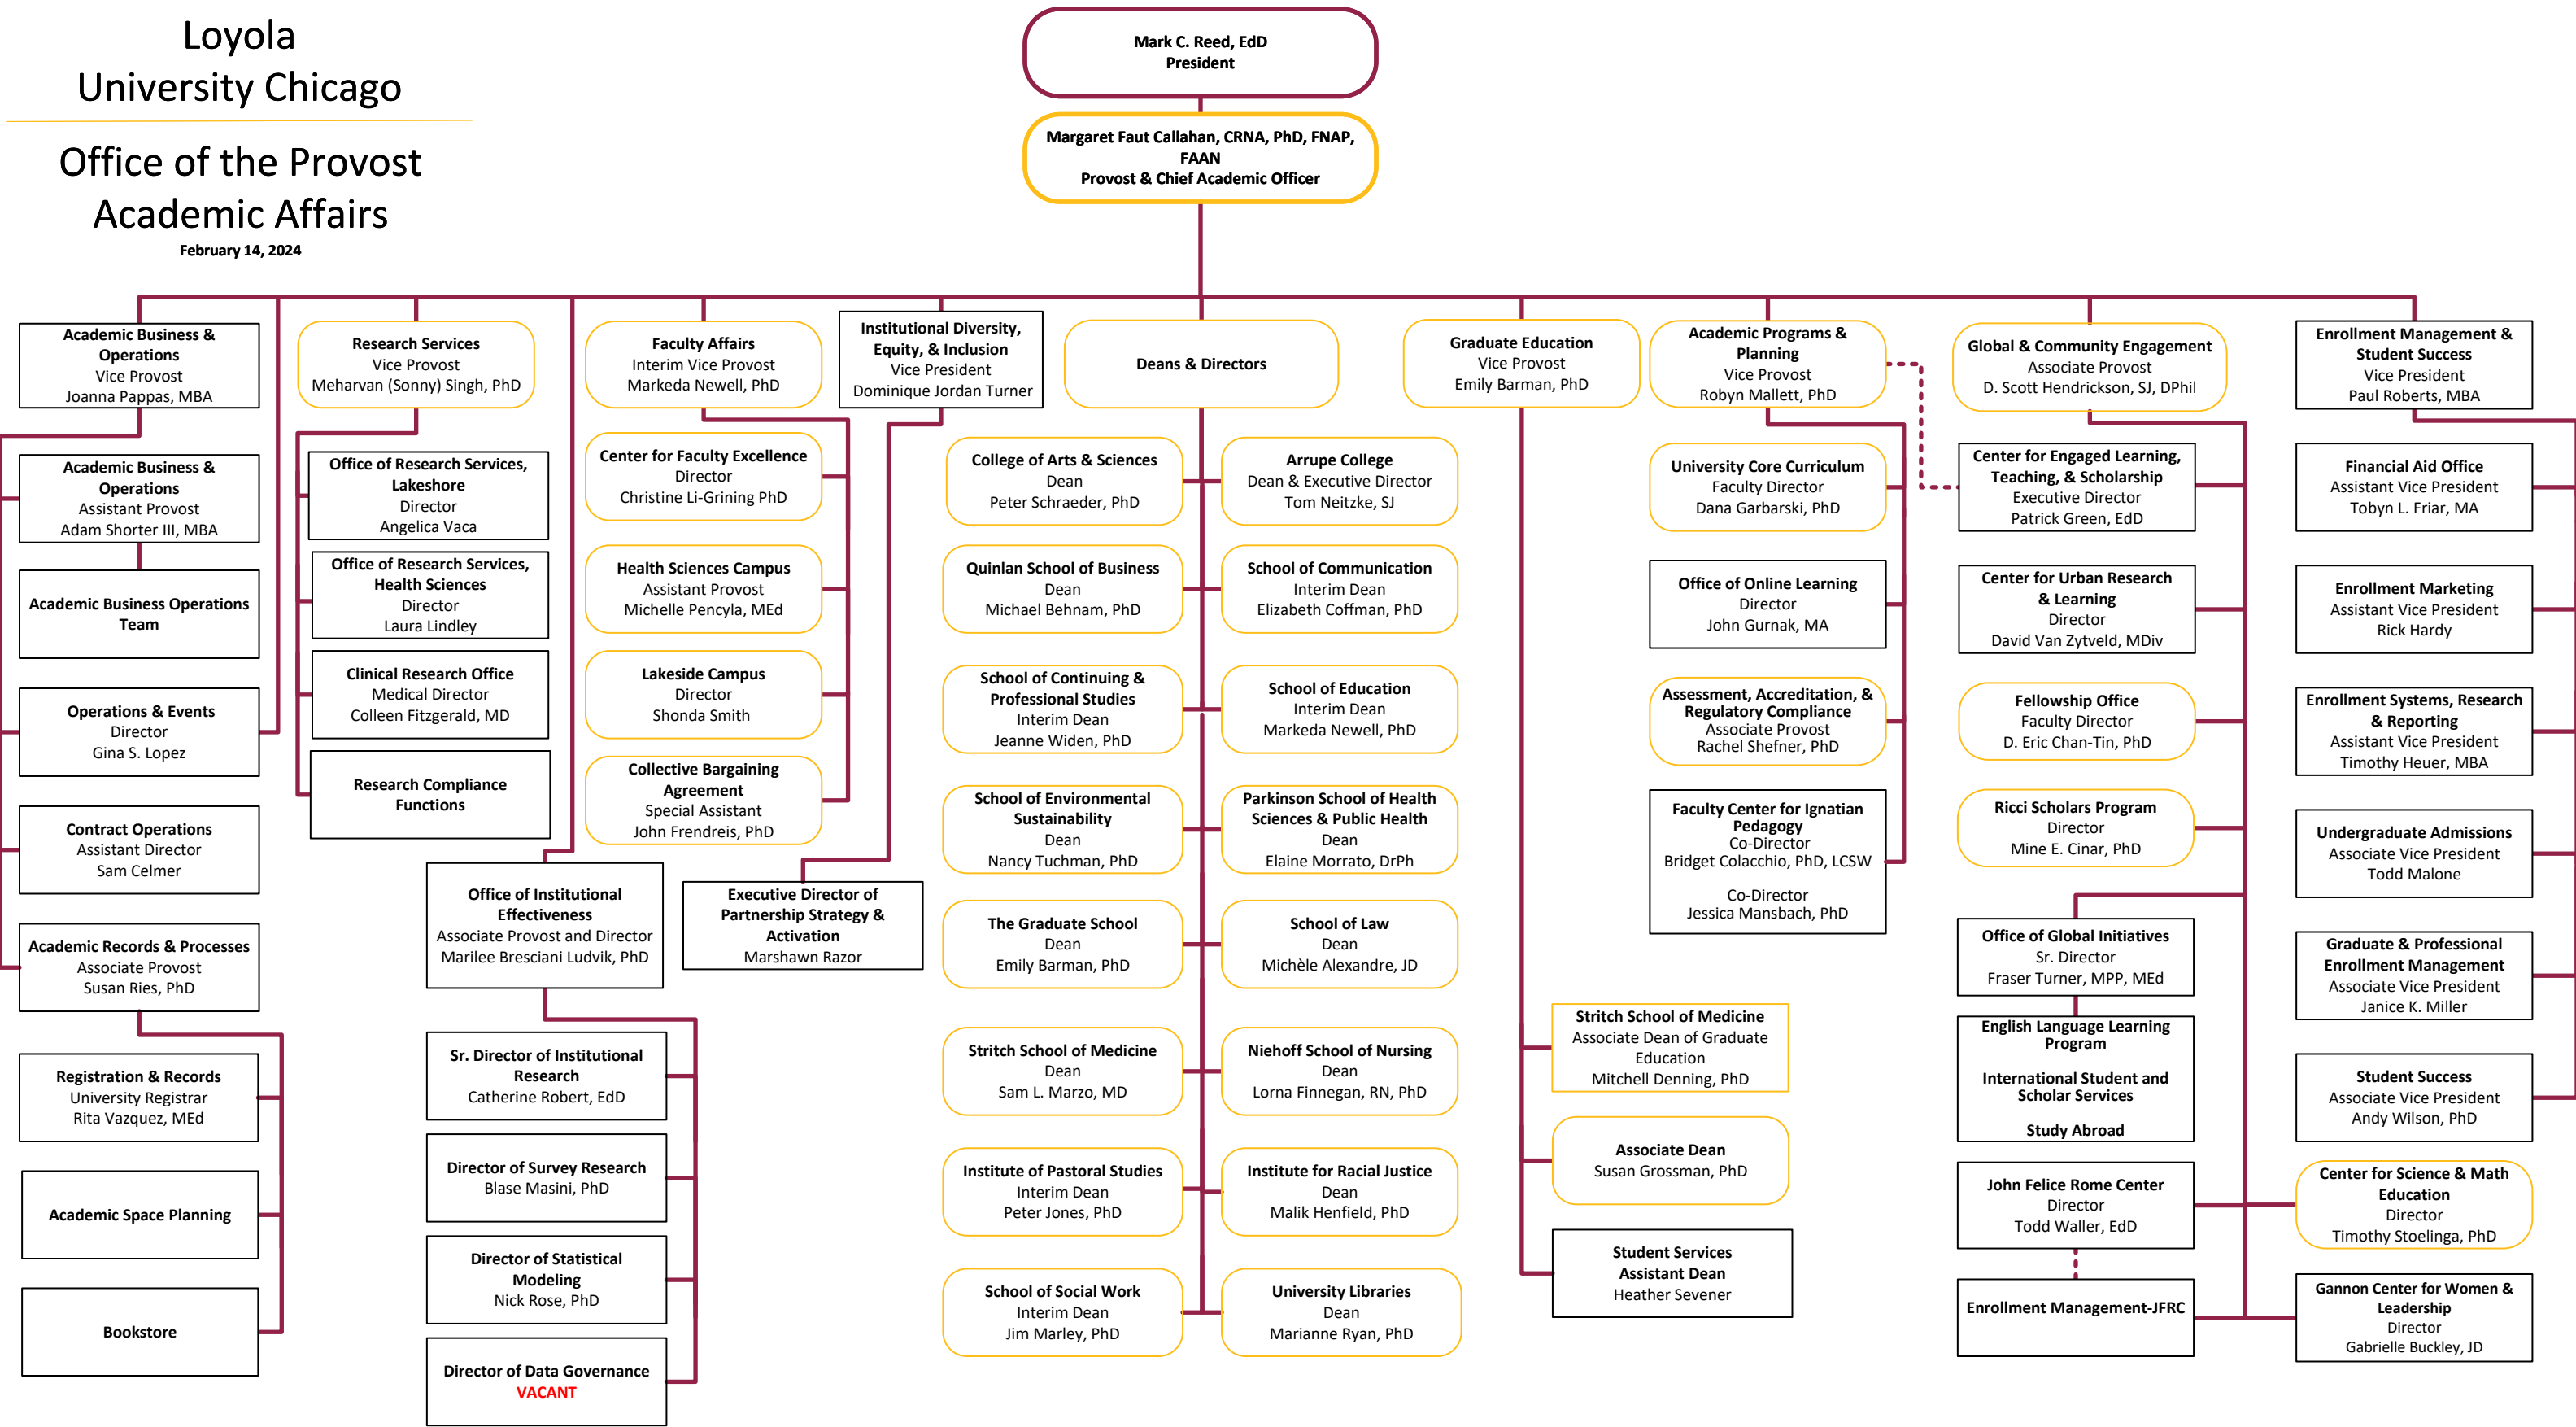 Loyola
University Chicago
Office of the Provost
Academic Affairs
February 14, 2024
Mark C. Reed, EdD
President
Margaret Faut Callahan, CRNA, PhD, FNAP,
FAAN
Provost & Chief Academic Officer
Academic Business &
Operations
Vice Provost
Joanna Pappas, MBA
Academic Business &
Operations
Assistant Provost
Adam Shorter III, MBA
Academic Business Operations
Team
Operations & Events
Director
Gina S. Lopez
Contract Operations
Assistant Director
Sam Celmer
Academic Records & Processes
Associate Provost
Susan Ries, PhD
Registration & Records
University Registrar
Rita Vazquez, MEd
Academic Space Planning
Bookstore
Research Services
Vice Provost
Meharvan (Sonny) Singh, PhD
Office of Research Services,
Lakeshore
Director
Angelica Vaca
Office of Research Services,
Health Sciences
Director
Laura Lindley
Clinical Research Office
Medical Director
Colleen Fitzgerald, MD
Research Compliance
Functions
Office of Institutional
Effectiveness
Associate Provost and Director
Marilee Bresciani Ludvik, PhD
Sr. Director of Institutional
Research
Catherine Robert, EdD
Director of Survey Research
Blase Masini, PhD
Director of Statistical
Modeling
Nick Rose, PhD
Director of Data Governance
VACANT
Faculty Affairs
Interim Vice Provost
Markeda Newell, PhD
Center for Faculty Excellence
Director
Christine Li-Grining PhD
Health Sciences Campus
Assistant Provost
Michelle Pencyla, MEd
Lakeside Campus
Director
Shonda Smith
Collective Bargaining
Agreement
Special Assistant
John Frendreis, PhD
Institutional Diversity,
Equity, & Inclusion
Vice President
Dominique Jordan Turner
Executive Director of
Partnership Strategy &
Activation
Marshawn Razor
Deans & Directors
College of Arts & Sciences
Dean
Peter Schraeder, PhD
Arrupe College
Dean & Executive Director
Tom Neitzke, SJ
Quinlan School of Business
Dean
Michael Behnam, PhD
School of Communication
Interim Dean
Elizabeth Coffman, PhD
School of Continuing &
Professional Studies
Interim Dean
Jeanne Widen, PhD
School of Education
Interim Dean
Markeda Newell, PhD
School of Environmental
Sustainability
Dean
Nancy Tuchman, PhD
Parkinson School of Health
Sciences & Public Health
Dean
Elaine Morrato, DrPh
The Graduate School
Dean
Emily Barman, PhD
School of Law
Dean
Michèle Alexandre, JD
Stritch School of Medicine
Dean
Sam L. Marzo, MD
Niehoff School of Nursing
Dean
Lorna Finnegan, RN, PhD
Institute of Pastoral Studies
Interim Dean
Peter Jones, PhD
Institute for Racial Justice
Dean
Malik Henfield, PhD
School of Social Work
Interim Dean
Jim Marley, PhD
University Libraries
Dean
Marianne Ryan, PhD
Graduate Education
Vice Provost
Emily Barman, PhD
Stritch School of Medicine
Associate Dean of Graduate
Education
Mitchell Denning, PhD
Associate Dean
Susan Grossman, PhD
Student Services
Assistant Dean
Heather Sevener
Academic Programs &
Planning
Vice Provost
Robyn Mallett, PhD
University Core Curriculum
Faculty Director
Dana Garbarski, PhD
Office of Online Learning
Director
John Gurnak, MA
Assessment, Accreditation, &
Regulatory Compliance
Associate Provost
Rachel Shefner, PhD
Faculty Center for Ignatian
Pedagogy
Co-Director
Bridget Colacchio, PhD, LCSW
Co-Director
Jessica Mansbach, PhD
Global & Community Engagement
Associate Provost
D. Scott Hendrickson, SJ, DPhil
Center for Engaged Learning,
Teaching, & Scholarship
Executive Director
Patrick Green, EdD
Center for Urban Research
& Learning
Director
David Van Zytveld, MDiv
Fellowship Office
Faculty Director
D. Eric Chan-Tin, PhD
Ricci Scholars Program
Director
Mine E. Cinar, PhD
Office of Global Initiatives
Sr. Director
Fraser Turner, MPP, MEd
English Language Learning
Program
International Student and
Scholar Services
Study Abroad
John Felice Rome Center
Director
Todd Waller, EdD
Enrollment Management-JFRC
Enrollment Management &
Student Success
Vice President
Paul Roberts, MBA
Financial Aid Office
Assistant Vice President
Tobyn L. Friar, MA
Enrollment Marketing
Assistant Vice President
Rick Hardy
Enrollment Systems, Research
& Reporting
Assistant Vice President
Timothy Heuer, MBA
Undergraduate Admissions
Associate Vice President
Todd Malone
Graduate & Professional
Enrollment Management
Associate Vice President
Janice K. Miller
Student Success
Associate Vice President
Andy Wilson, PhD
Center for Science & Math
Education
Director
Timothy Stoelinga, PhD
Gannon Center for Women &
Leadership
Director
Gabrielle Buckley, JD